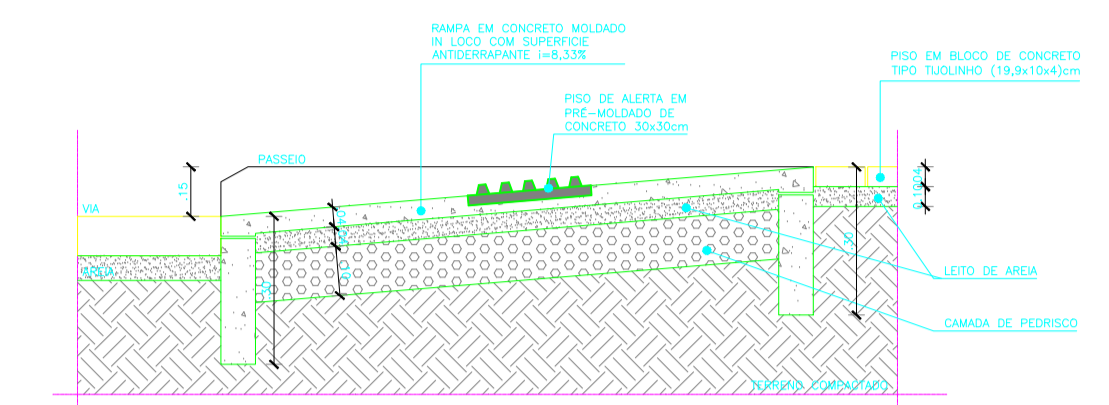 RAMPA EM CONCRETO MOLDADO
IN LOCO COM SUPERFICIE
ANTIDERRAPANTE i=8,33%
PISO EM BLOCO DE CONCRETO
TIPO TIJOLINHO (19,9x10x4)cm
PISO DE ALERTA EM
PRÉ-MOLDADO DE
CONCRETO 30x30cm
PASSEIO
.15
VIA
.30
AREIA
.10
LEITO DE AREIA
CAMADA DE PEDRISCO
TERRENO COMPACTADO